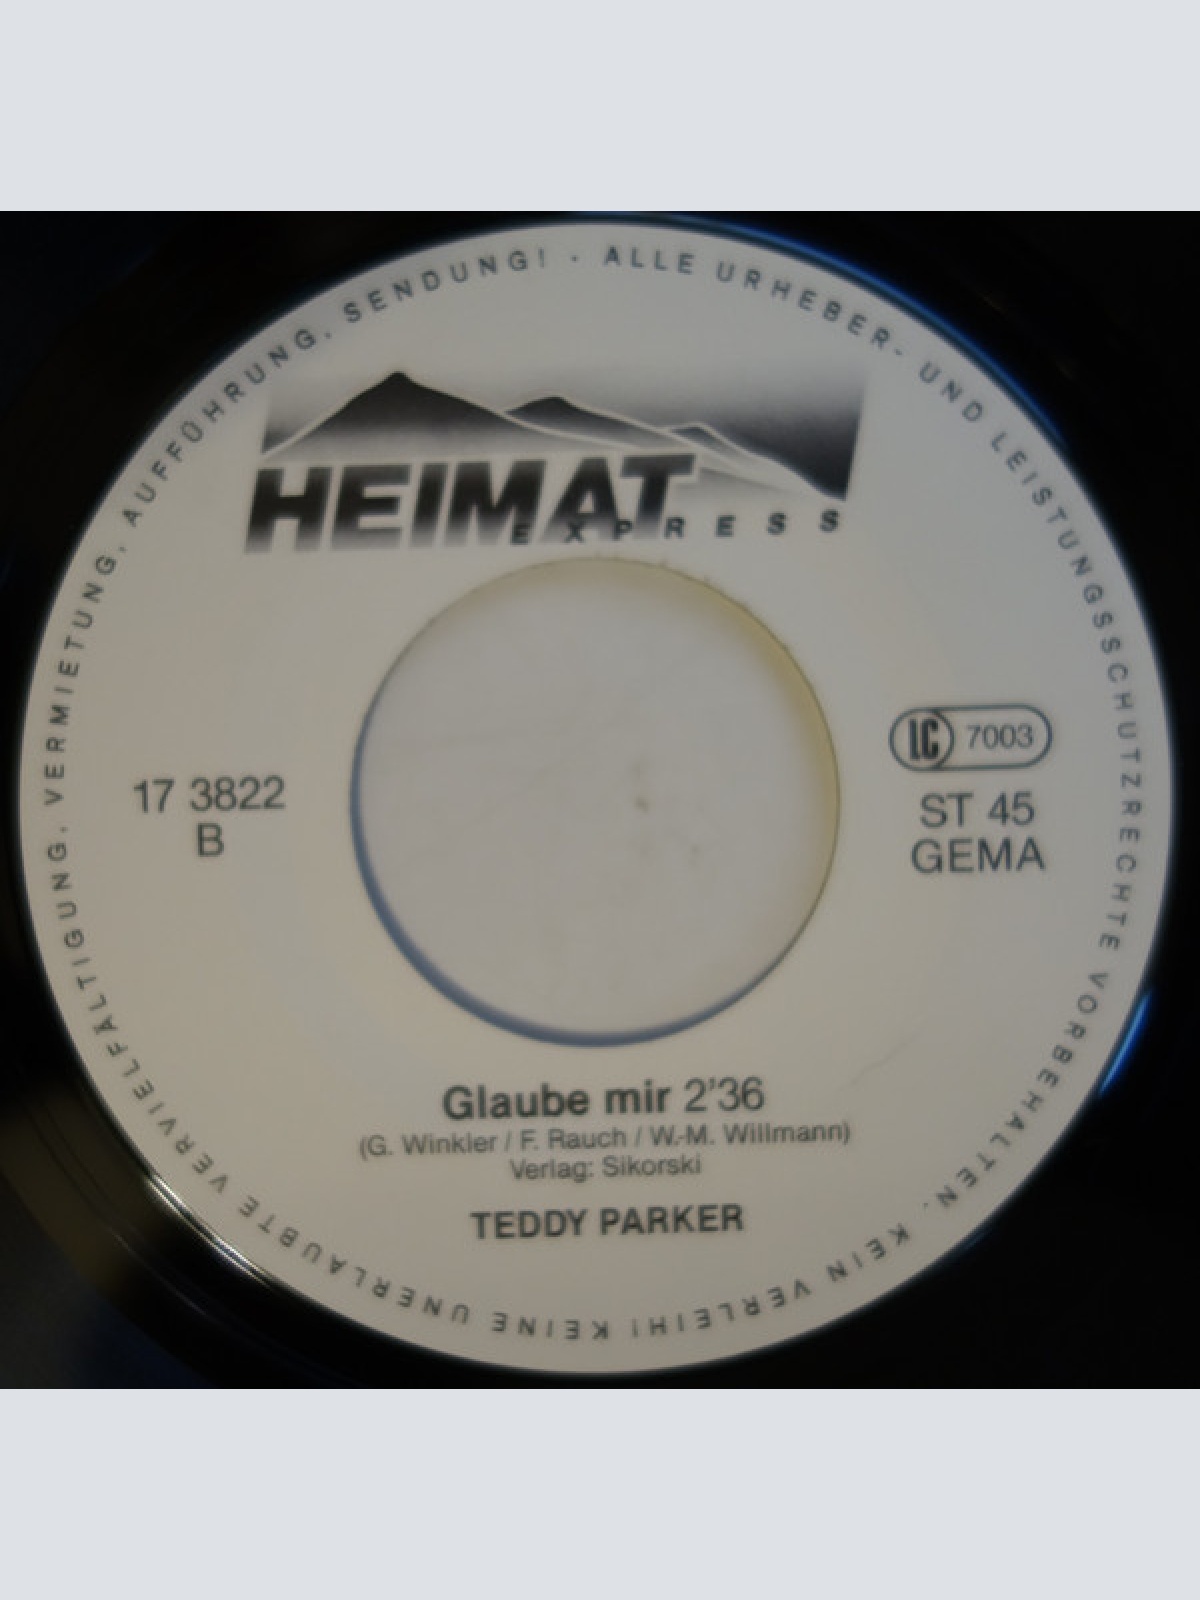 ALLE URHEBER- UND LEISTUNGSSCHUTZRECHTE VORBEHALTEN. KEIN VERLEIH! KEINE UNERLAUBTE VERVIELFÄLTIGUNG, VERMIETUNG, AUFFÜHRUNG, SENDUNG! ·
HEIMAT
EXPRESS
17 3822
B
LC 7003
ST 45
GEMA
Glaube mir 2'36
(G. Winkler / F. Rauch / W.-M. Willmann)
Verlag: Sikorski
TEDDY PARKER